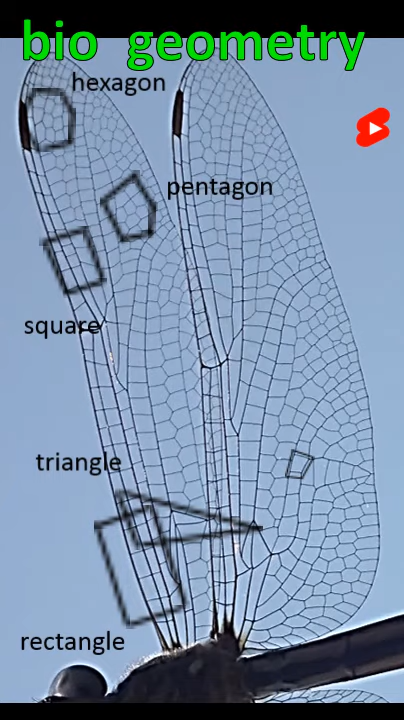 bio geometry
hexagon
pentagon
square
triangle
rectangle